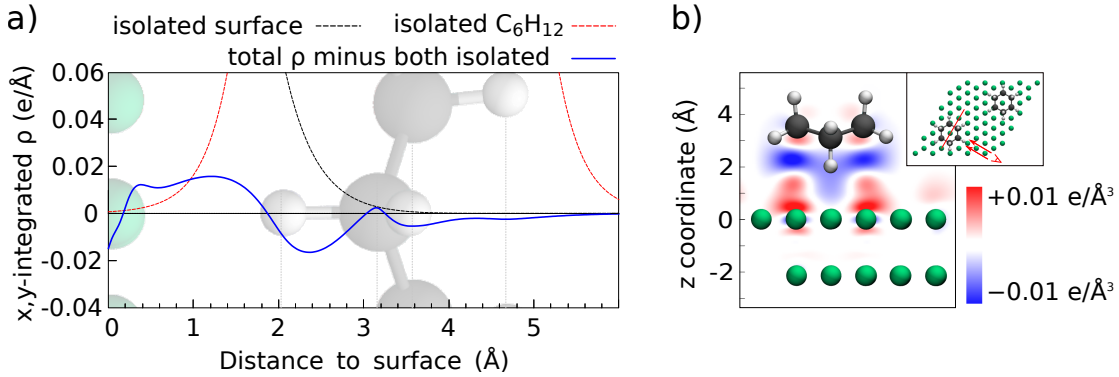 a)
isolated surface
isolated C₆H₁₂
total ρ minus both isolated
x,y-integrated ρ (e/Å)
0.06
0.04
0.02
0
-0.02
-0.04
0.0
1
2
3
4
5
Distance to surface (Å)
b)
z coordinate (Å)
4
2
0
-2
+0.01 e/Å³
−0.01 e/Å³